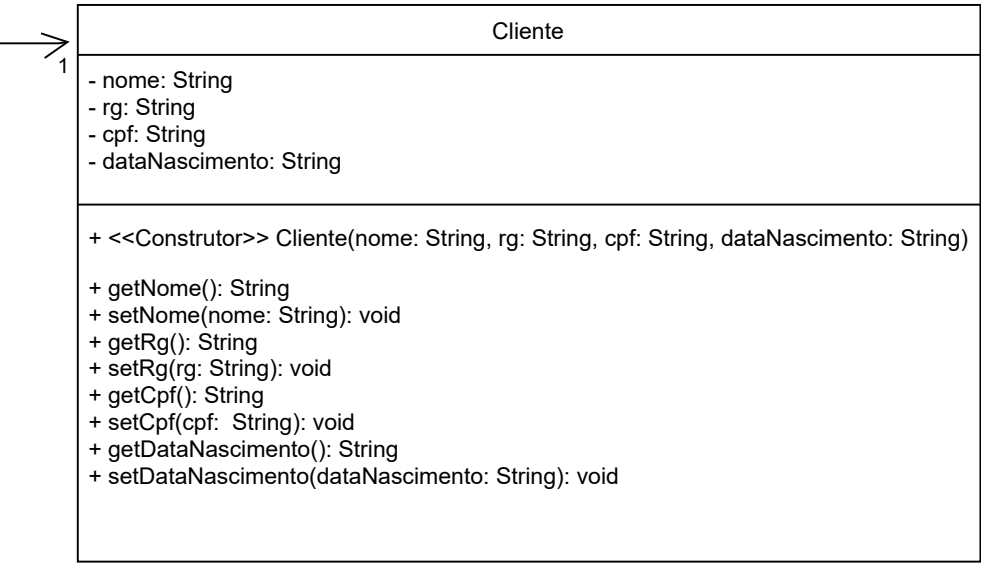 Cliente
1
- nome: String
- rg: String
- cpf: String
- dataNascimento: String
+ <<Construtor>> Cliente(nome: String, rg: String, cpf: String, dataNascimento: String)
+ getNome(): String
+ setNome(nome: String): void
+ getRg(): String
+ setRg(rg: String): void
+ getCpf(): String
+ setCpf(cpf:  String): void
+ getDataNascimento(): String
+ setDataNascimento(dataNascimento: String): void